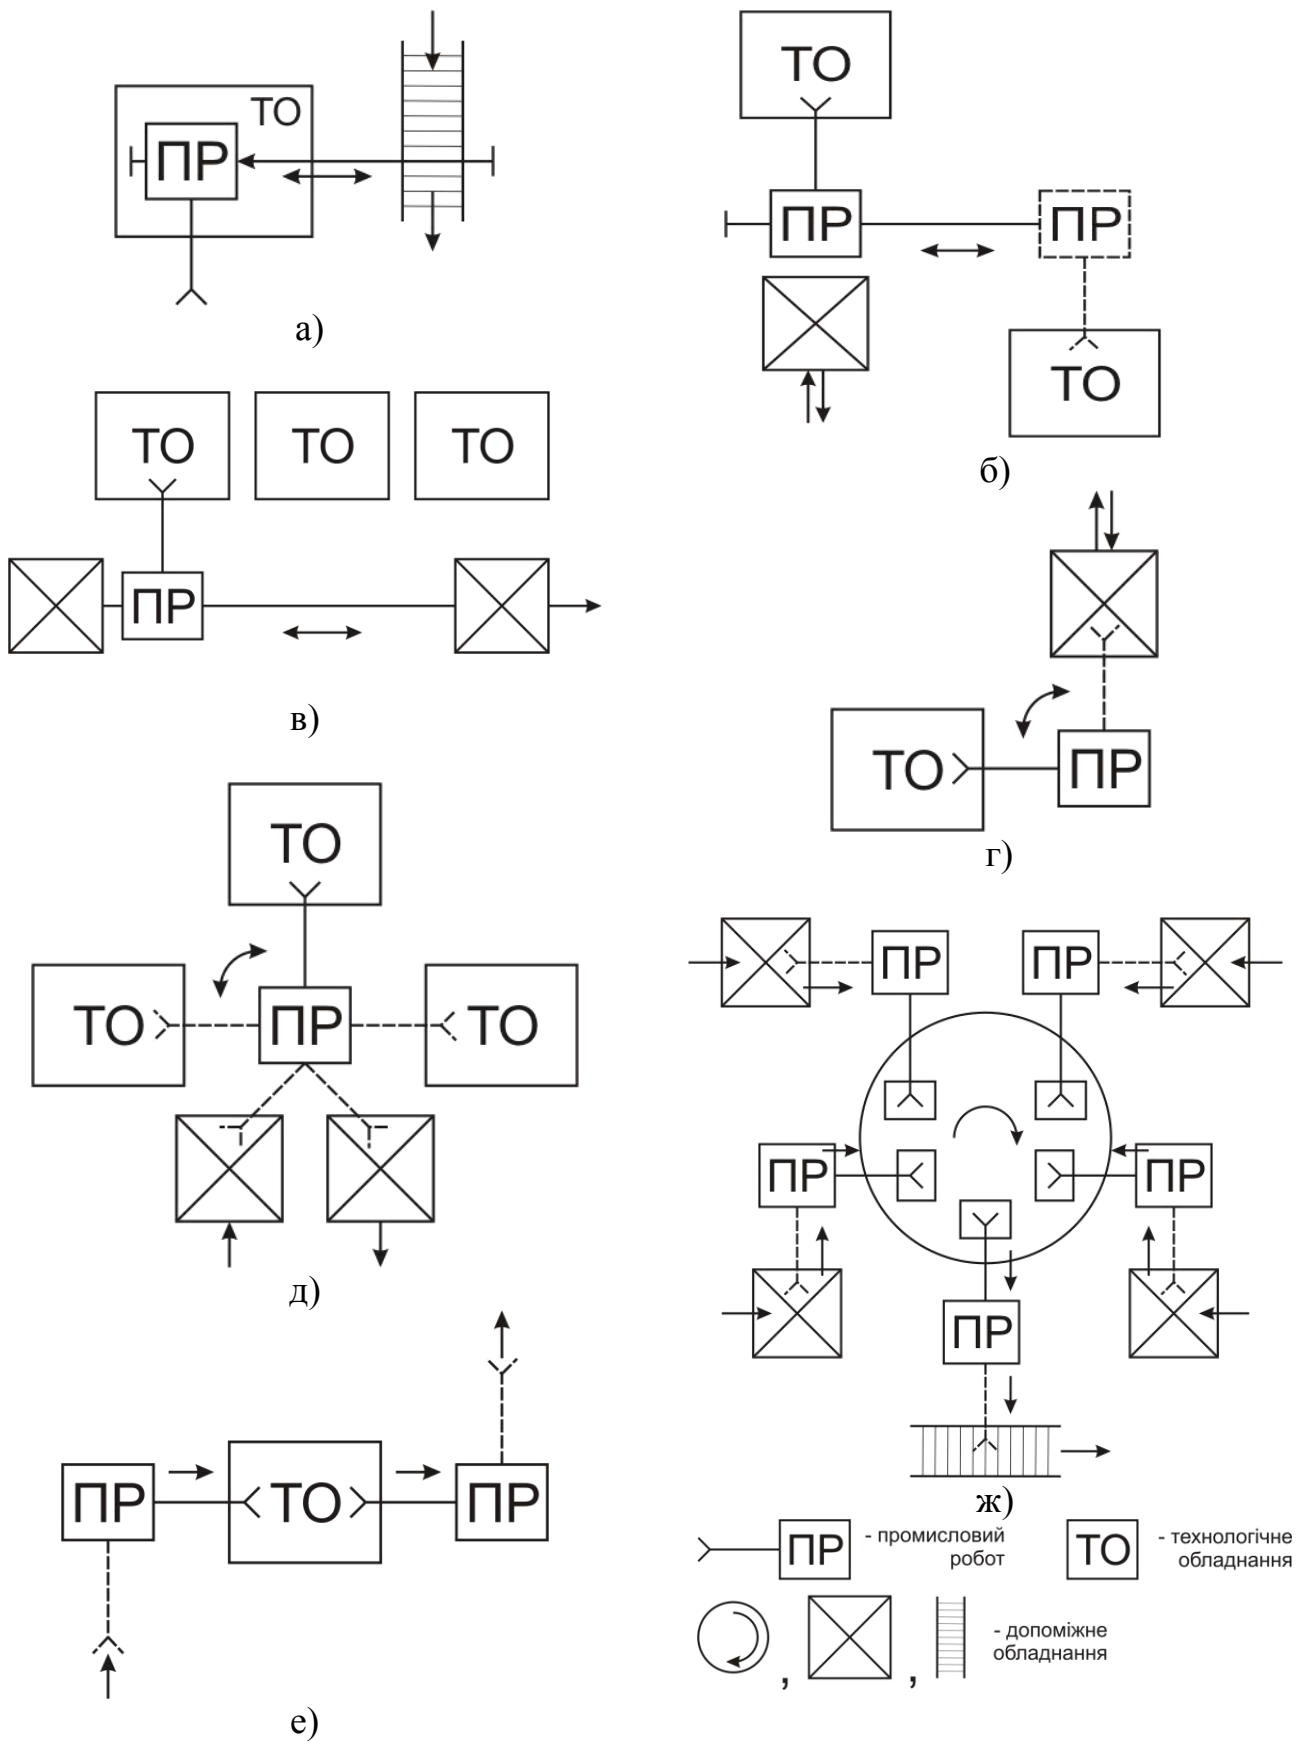 ТО
ПР
а)
ТО
ПР
ПР
ТО
б)
ТО
ТО
ТО
ПР
в)
ТО
ПР
г)
ТО
ТО
ПР
ТО
д)
ПР
ПР
ПР
ПР
ПР
ж)
ПР
ТО
ПР
е)
ПР
- промисловий
робот
ТО
- технологічне
обладнання
, ,
- допоміжне
обладнання